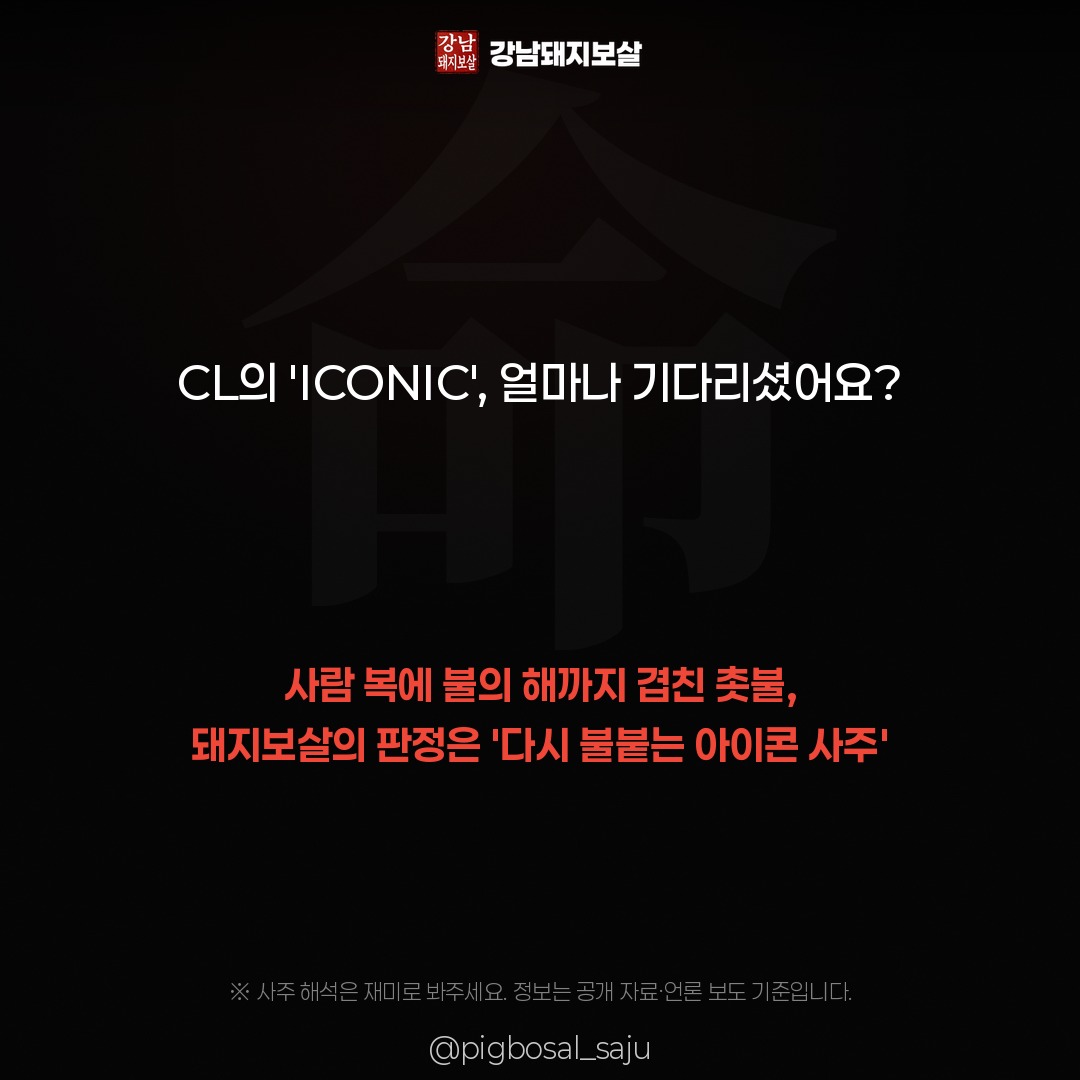 강남
돼지보살
강남돼지보살
命
CL의 'ICONIC', 얼마나 기다리셨어요?
사람 복에 불의 해까지 겹친 촛불,
돼지보살의 판정은 '다시 불붙는 아이콘 사주'
※ 사주 해석은 재미로 봐주세요. 정보는 공개 자료·언론 보도 기준입니다.
@pigbosal_saju